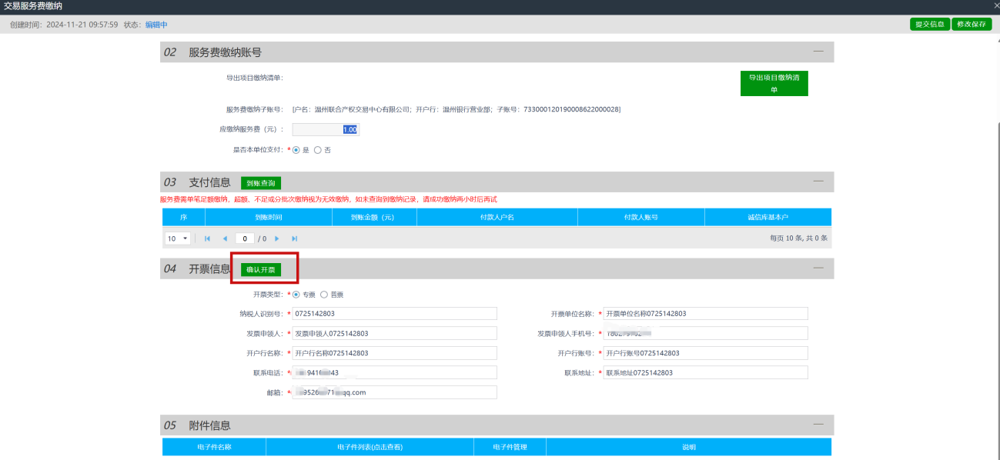 交易服务费缴纳
创建时间: 2024-11-21 09:57:59 状态: 编辑中
提交信息 修改保存
02 服务费缴纳账号
导出项目缴纳清单:
导出项目缴纳清
单
服务费缴纳子账号: [户名: 温州联合产权交易中心有限公司; 开户行: 温州银行营业部; 子账号: 733000120190008622000028]
应缴纳服务费（元）: 1.00
是否本单位支付: * 是 否
03 支付信息 到账查询
服务费需单笔足额缴纳, 超额、不足或分批次缴纳视为无效缴纳, 如未查询到缴纳记录, 请成功缴纳两小时后再试
序 到账时间 到账金额（元） 付款人户名 付款人账号 诚信库基本户
10 0 / 0 每页 10 条, 共 0 条
04 开票信息 确认开票
开票类型: * 专票 普票
纳税人识别号: * 0725142803 开票单位名称: * 开票单位名称0725142803
发票申领人: * 发票申领人0725142803 发票申领人手机号: *
开户行名称: * 开户行名称0725142803 开户行账号: * 开户行账号0725142803
联系电话: * 联系地址: * 联系地址0725142803
邮箱: * qq.com
05 附件信息
电子件名称 电子件列表(点击查看) 电子件管理 说明